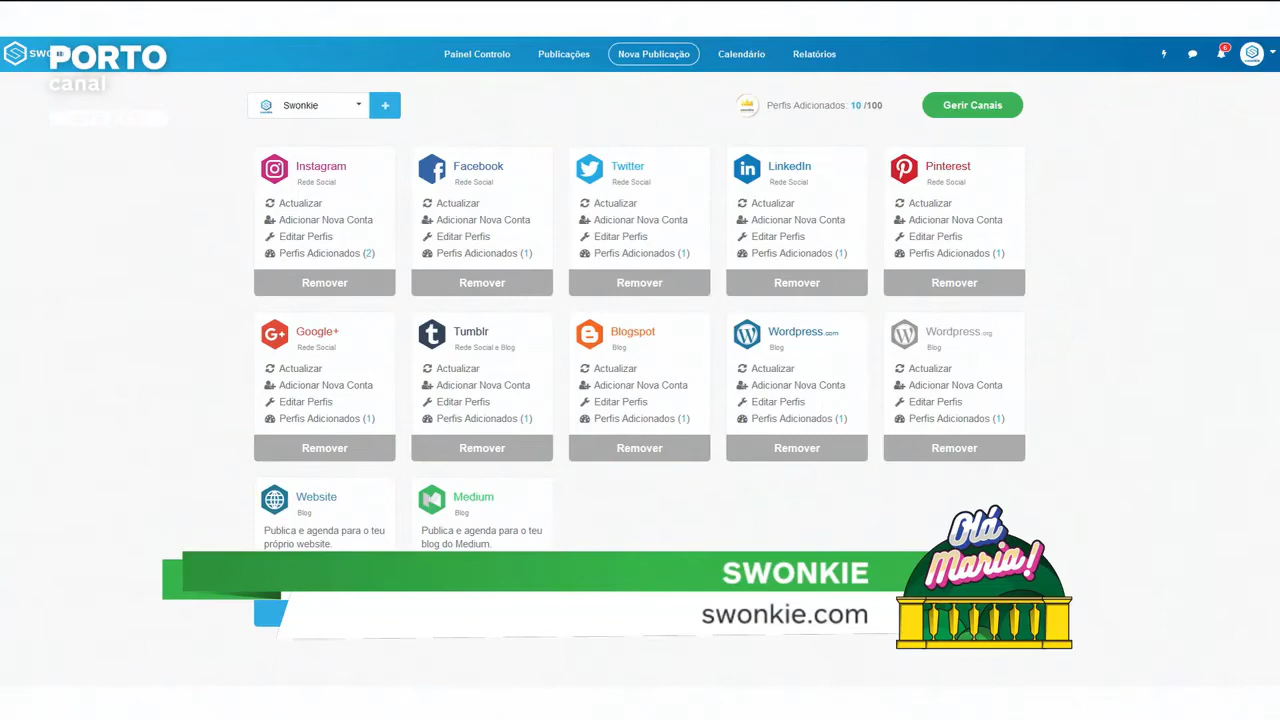 PORTO
canal
Painel Controlo
Publicações
Nova Publicação
Calendário
Relatórios
6
Swonkie
+
Perfis Adicionados: 10 /100
Gerir Canais
Instagram
Rede Social
Actualizar
Adicionar Nova Conta
Editar Perfis
Perfis Adicionados (2)
Remover
Facebook
Rede Social
Actualizar
Adicionar Nova Conta
Editar Perfis
Perfis Adicionados (1)
Remover
Twitter
Rede Social
Actualizar
Adicionar Nova Conta
Editar Perfis
Perfis Adicionados (1)
Remover
LinkedIn
Rede Social
Actualizar
Adicionar Nova Conta
Editar Perfis
Perfis Adicionados (1)
Remover
Pinterest
Rede Social
Actualizar
Adicionar Nova Conta
Editar Perfis
Perfis Adicionados (1)
Remover
Google+
Rede Social
Actualizar
Adicionar Nova Conta
Editar Perfis
Perfis Adicionados (1)
Remover
Tumblr
Rede Social e Blog
Actualizar
Adicionar Nova Conta
Editar Perfis
Perfis Adicionados (1)
Remover
Blogspot
Blog
Actualizar
Adicionar Nova Conta
Editar Perfis
Perfis Adicionados (1)
Remover
Wordpress.com
Blog
Actualizar
Adicionar Nova Conta
Editar Perfis
Perfis Adicionados (1)
Remover
Wordpress.org
Blog
Actualizar
Adicionar Nova Conta
Editar Perfis
Perfis Adicionados (1)
Remover
Website
Blog
Publica e agenda para o teu
próprio website.
Medium
Blog
Publica e agenda para o teu
blog do Medium.
SWONKIE
swonkie.com
Olá
Maria!